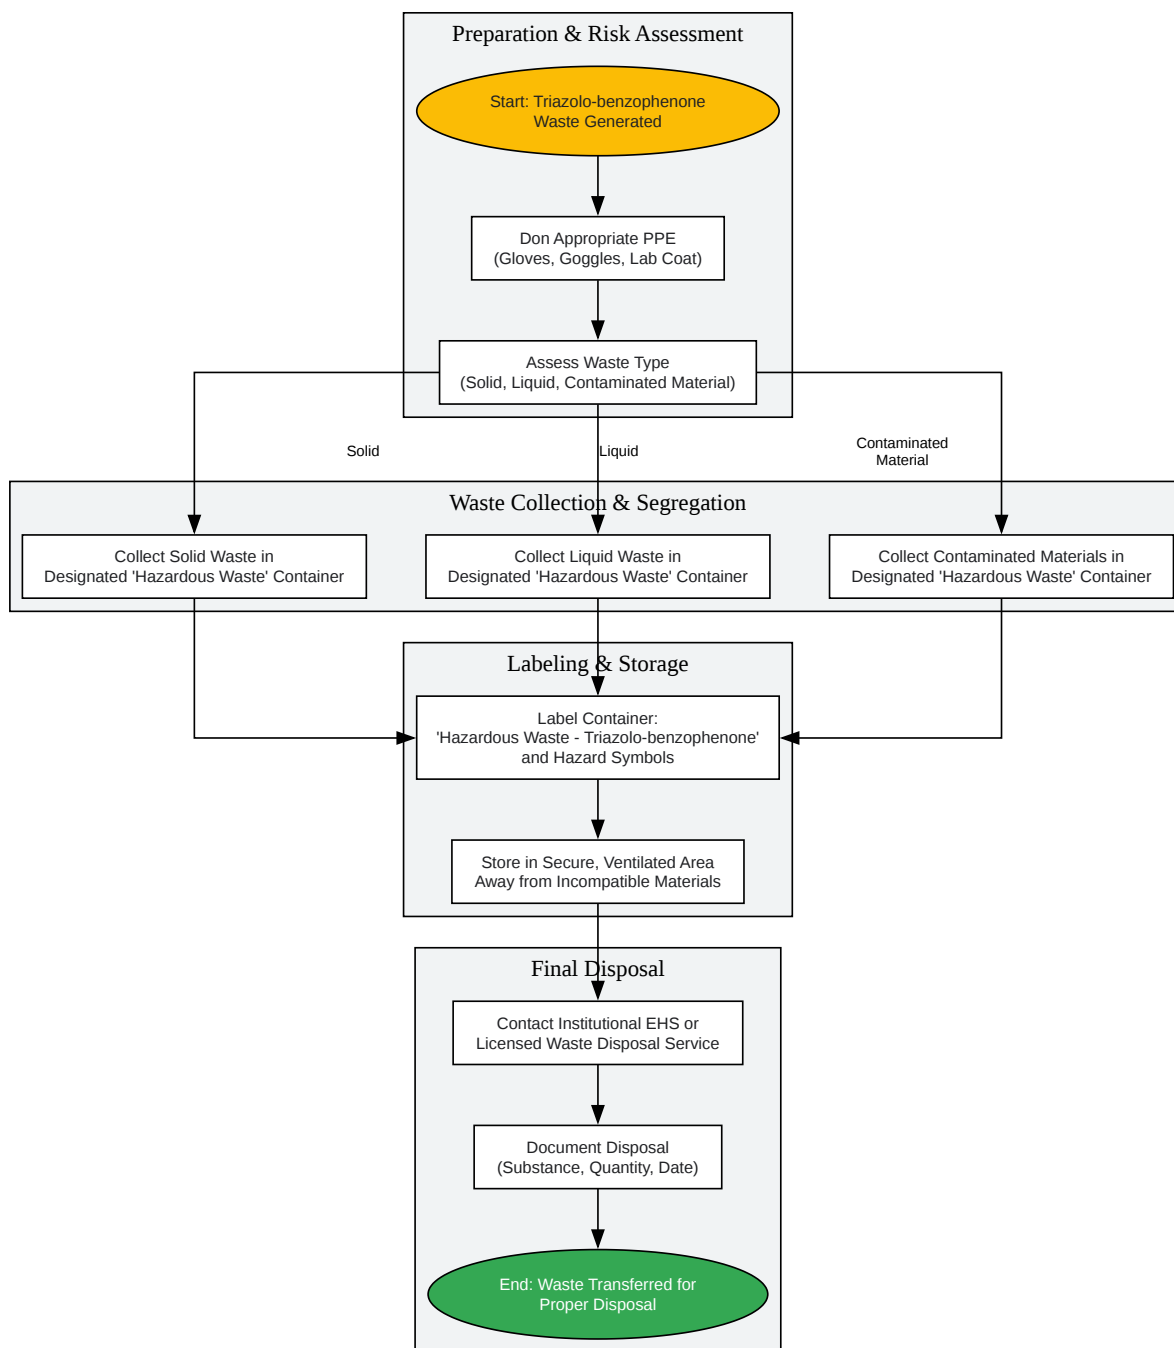 Preparation & Risk Assessment
Start: Triazolo-benzophenone
Waste Generated
Don Appropriate PPE
(Gloves, Goggles, Lab Coat)
Assess Waste Type
(Solid, Liquid, Contaminated Material)
Solid
Liquid
Contaminated
Material
Waste Collection & Segregation
Collect Solid Waste in
Designated 'Hazardous Waste' Container
Collect Liquid Waste in
Designated 'Hazardous Waste' Container
Collect Contaminated Materials in
Designated 'Hazardous Waste' Container
Labeling & Storage
Label Container:
'Hazardous Waste - Triazolo-benzophenone'
and Hazard Symbols
Store in Secure, Ventilated Area
Away from Incompatible Materials
Final Disposal
Contact Institutional EHS or
Licensed Waste Disposal Service
Document Disposal
(Substance, Quantity, Date)
End: Waste Transferred for
Proper Disposal